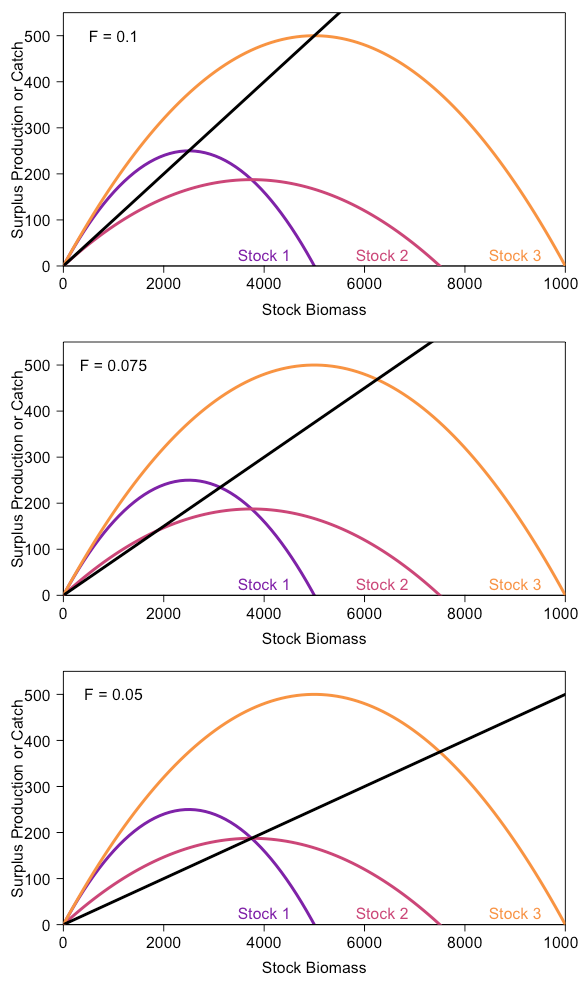 F = 0.1
Surplus Production or Catch
500
400
300
200
100
0
Stock 1 Stock 2 Stock 3
0 2000 4000 6000 8000 1000
Stock Biomass
F = 0.075
Surplus Production or Catch
500
400
300
200
100
0
Stock 1 Stock 2 Stock 3
0 2000 4000 6000 8000 1000
Stock Biomass
F = 0.05
Surplus Production or Catch
500
400
300
200
100
0
Stock 1 Stock 2 Stock 3
0 2000 4000 6000 8000 1000
Stock Biomass